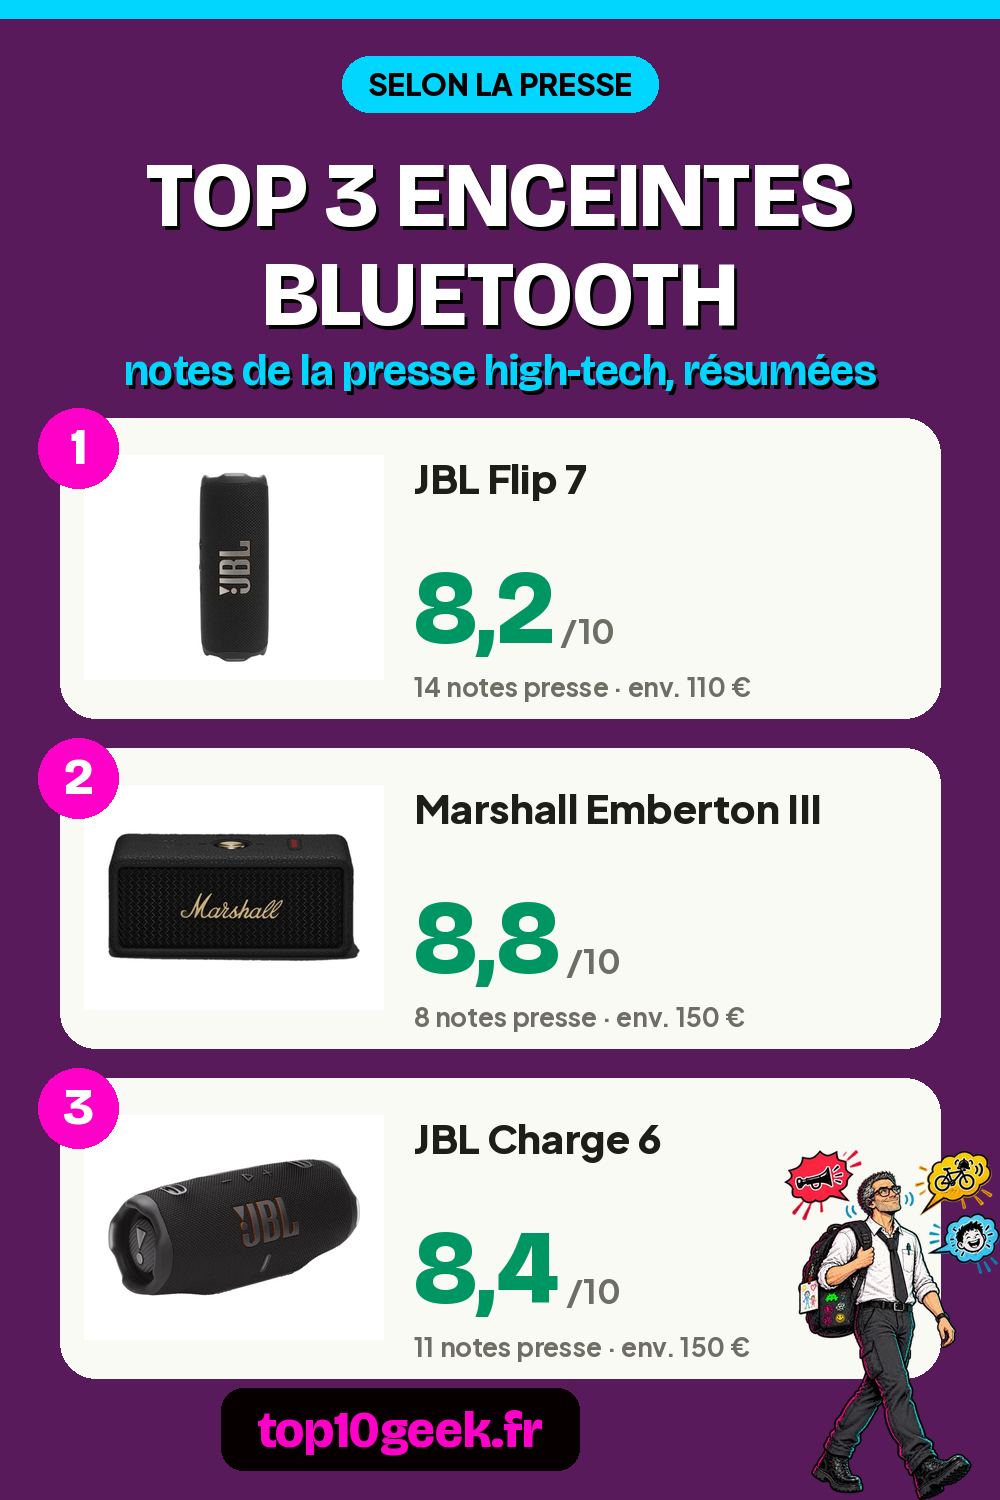 SELON LA PRESSE
TOP 3 ENCEINTES
BLUETOOTH
notes de la presse high-tech, résumées
1
JBL
JBL Flip 7
8,2 /10
14 notes presse · env. 110 €
2
Marshall
Marshall Emberton III
8,8 /10
8 notes presse · env. 150 €
3
JBL
JBL Charge 6
8,4 /10
11 notes presse · env. 150 €
top10geek.fr